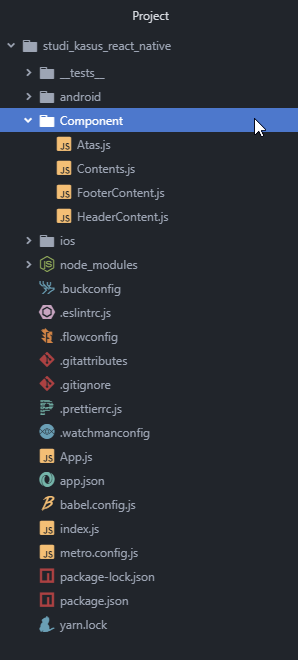 Project
studi_kasus_react_native
__tests__
android
Component
Atas.js
Contents.js
FooterContent.js
HeaderContent.js
ios
node_modules
.buckconfig
.eslintrc.js
.flowconfig
.gitattributes
.gitignore
.prettierrc.js
.watchmanconfig
App.js
app.json
babel.config.js
index.js
metro.config.js
package-lock.json
package.json
yarn.lock